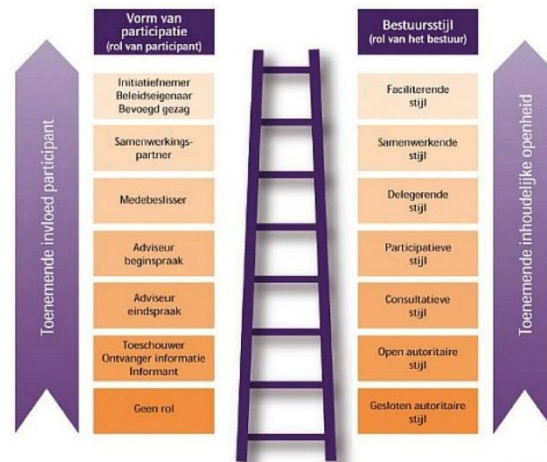 Vorm van
participatie
(rol van participant)
Bestuursstijl
(rol van het bestuur)
Toenemende invloed participant
Initiatiefnemer
Beleidseigenaar
Bevoegd gezag
Faciliterende
stijl
Samenwerkings-
partner
Samenwerkende
stijl
Medebeslisser
Delegerende
stijl
Adviseur
beginspraak
Participatieve
stijl
Adviseur
eindspraak
Consultatieve
stijl
Toeschouwer
Ontvanger informatie
Informant
Open autoritaire
stijl
Geen rol
Gesloten autoritaire
stijl
Toenemende inhoudelijke openheid